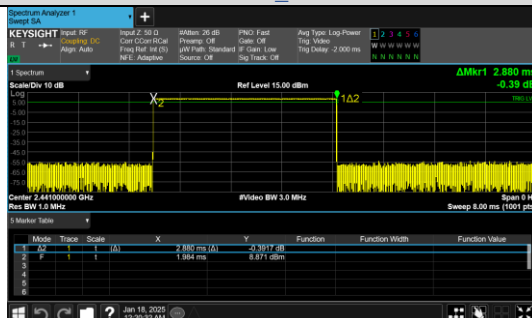 Spectrum Analyzer 1
Swept SA
+
KEYSIGHT Input: RF Input Z: 50 Ω #Atten: 26 dB PNO: Fast Avg Type: Log-Power 1 2 3 4 5 6
R T Coupling: DC Corr CCorr RCal Preamp: Off Gate: Off Trig: Video W W W W W W
Align: Auto Freq Ref: Int (S) µW Path: Standard IF Gain: Low Trig Delay: -2.000 ms N N N N N N
NFE: Adaptive Source: Off Sig Track: Off
1 Spectrum ΔMkr1 2.880 ms
Scale/Div 10 dB Ref Level 15.00 dBm -0.39 dB
Log
5.00 X2 1Δ2
-5.00
-15.0
-25.0
-35.0
-45.0
-55.0
-65.0
-75.0
Center 2.441000000 GHz #Video BW 3.0 MHz Span 0 Hz
Res BW 1.0 MHz Sweep 8.00 ms (1001 pts)
5 Marker Table
Mode Trace Scale X Y Function Function Width Function Value
1 Δ2 1 t (Δ) 2.880 ms (Δ) -0.3917 dB
2 F 1 t 1.984 ms 8.871 dBm
3
4
5
6
? Jan 18, 2025